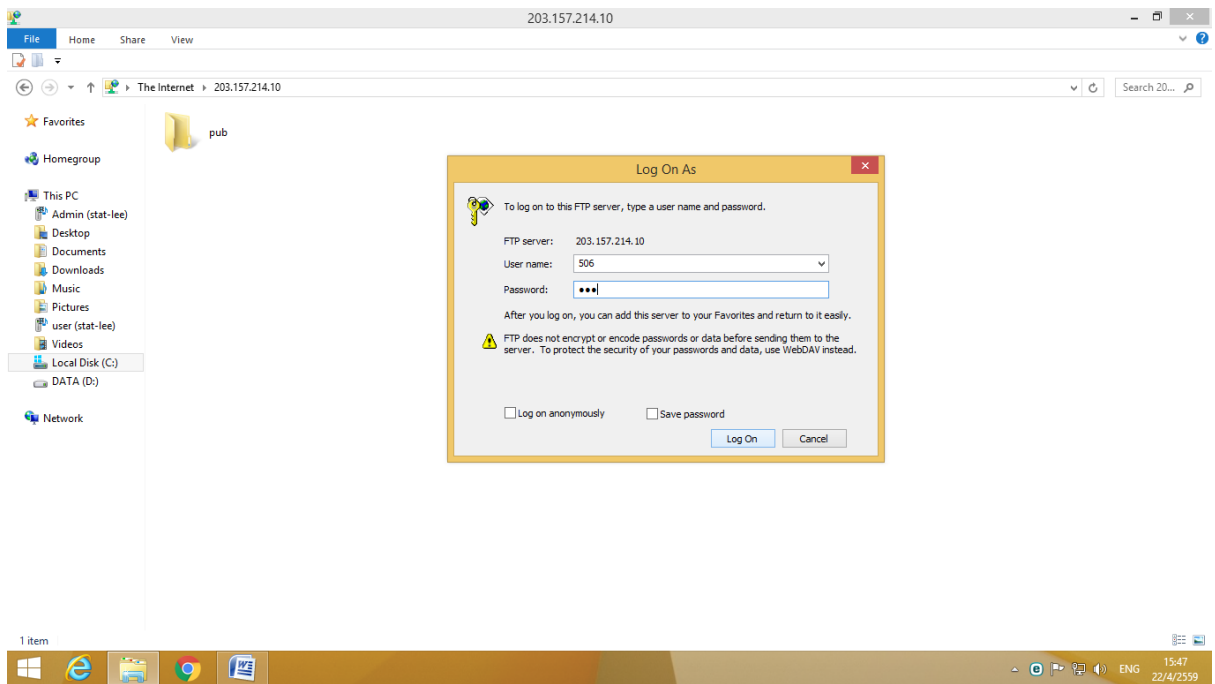 203.157.214.10
File Home Share View
The Internet 203.157.214.10
Search 20...
Favorites
Homegroup
This PC
Admin (stat-lee)
Desktop
Documents
Downloads
Music
Pictures
user (stat-lee)
Videos
Local Disk (C:)
DATA (D:)
Network
pub
Log On As
To log on to this FTP server, type a user name and password.
FTP server: 203.157.214.10
User name: 506
Password: •••
After you log on, you can add this server to your Favorites and return to it easily.
FTP does not encrypt or encode passwords or data before sending them to the
server. To protect the security of your passwords and data, use WebDAV instead.
Log on anonymously Save password
Log On Cancel
1 item
ENG
15:47
22/4/2559